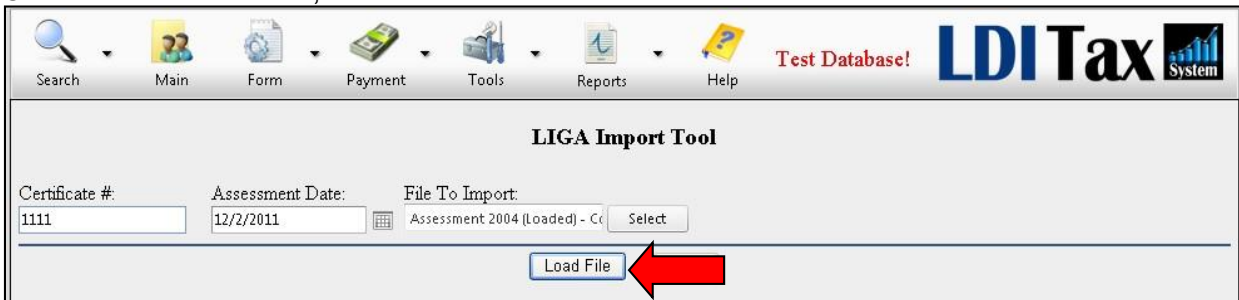 Search Main Form Payment Tools Reports Help Test Database! LDI Tax System
LIGA Import Tool
Certificate #: Assessment Date: File To Import:
1111 12/2/2011 Assessment 2004 (Loaded) - Co Select
Load File